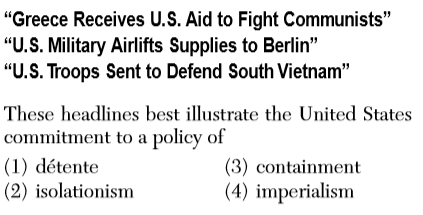 “Greece Receives U.S. Aid to Fight Communists”
“U.S. Military Airlifts Supplies to Berlin”
“U.S. Troops Sent to Defend South Vietnam”
These headlines best illustrate the United States
commitment to a policy of
(1) détente (3) containment
(2) isolationism (4) imperialism